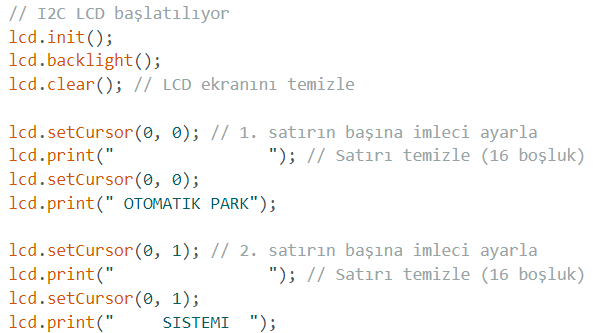 // I2C LCD başlatılıyor
lcd.init();
lcd.backlight();
lcd.clear(); // LCD ekranını temizle

lcd.setCursor(0, 0); // 1. satırın başına imleci ayarla
lcd.print("                "); // Satırı temizle (16 boşluk)
lcd.setCursor(0, 0);
lcd.print(" OTOMATIK PARK");

lcd.setCursor(0, 1); // 2. satırın başına imleci ayarla
lcd.print("                "); // Satırı temizle (16 boşluk)
lcd.setCursor(0, 1);
lcd.print("     SISTEMI  ");